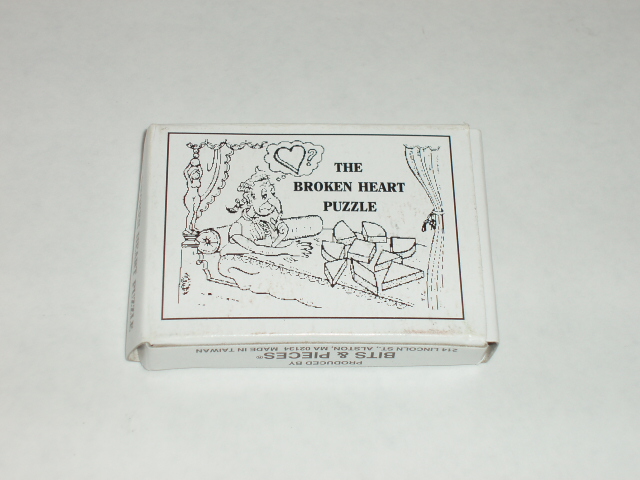 ?
THE
BROKEN HEART
PUZZLE
PRODUCED BY
BITS & PIECES®
214 LINCOLN ST., ALSTON, MA 02134 MADE IN TAIWAN